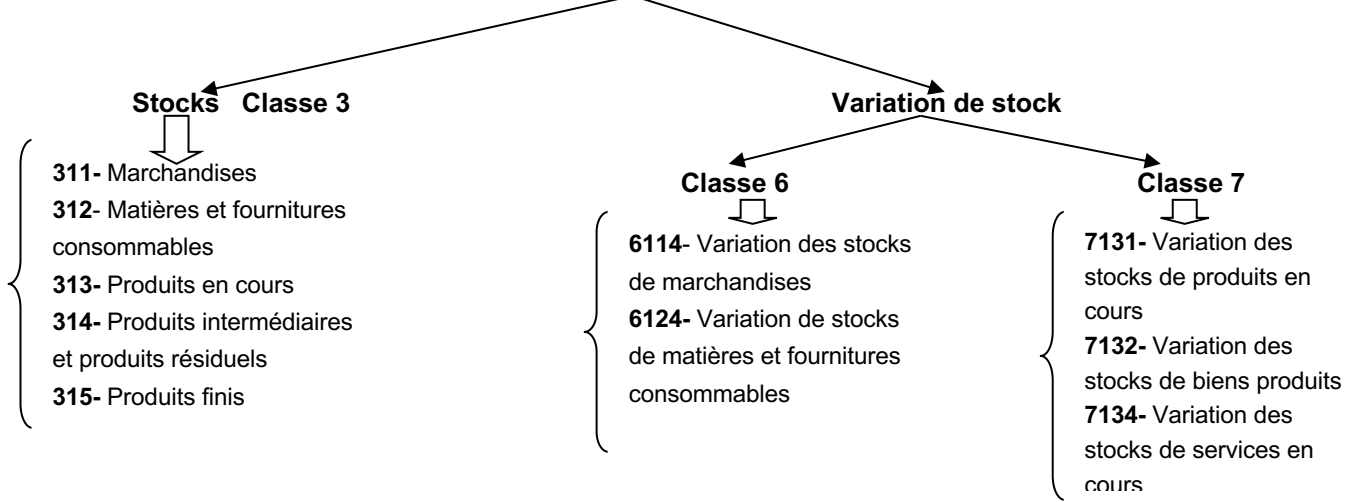 Stocks Classe 3
311- Marchandises
312- Matières et fournitures
consommables
313- Produits en cours
314- Produits intermédiaires
et produits résiduels
315- Produits finis
Variation de stock
Classe 6
6114- Variation des stocks
de marchandises
6124- Variation de stocks
de matières et fournitures
consommables
Classe 7
7131- Variation des
stocks de produits en
cours
7132- Variation des
stocks de biens produits
7134- Variation des
stocks de services en
cours